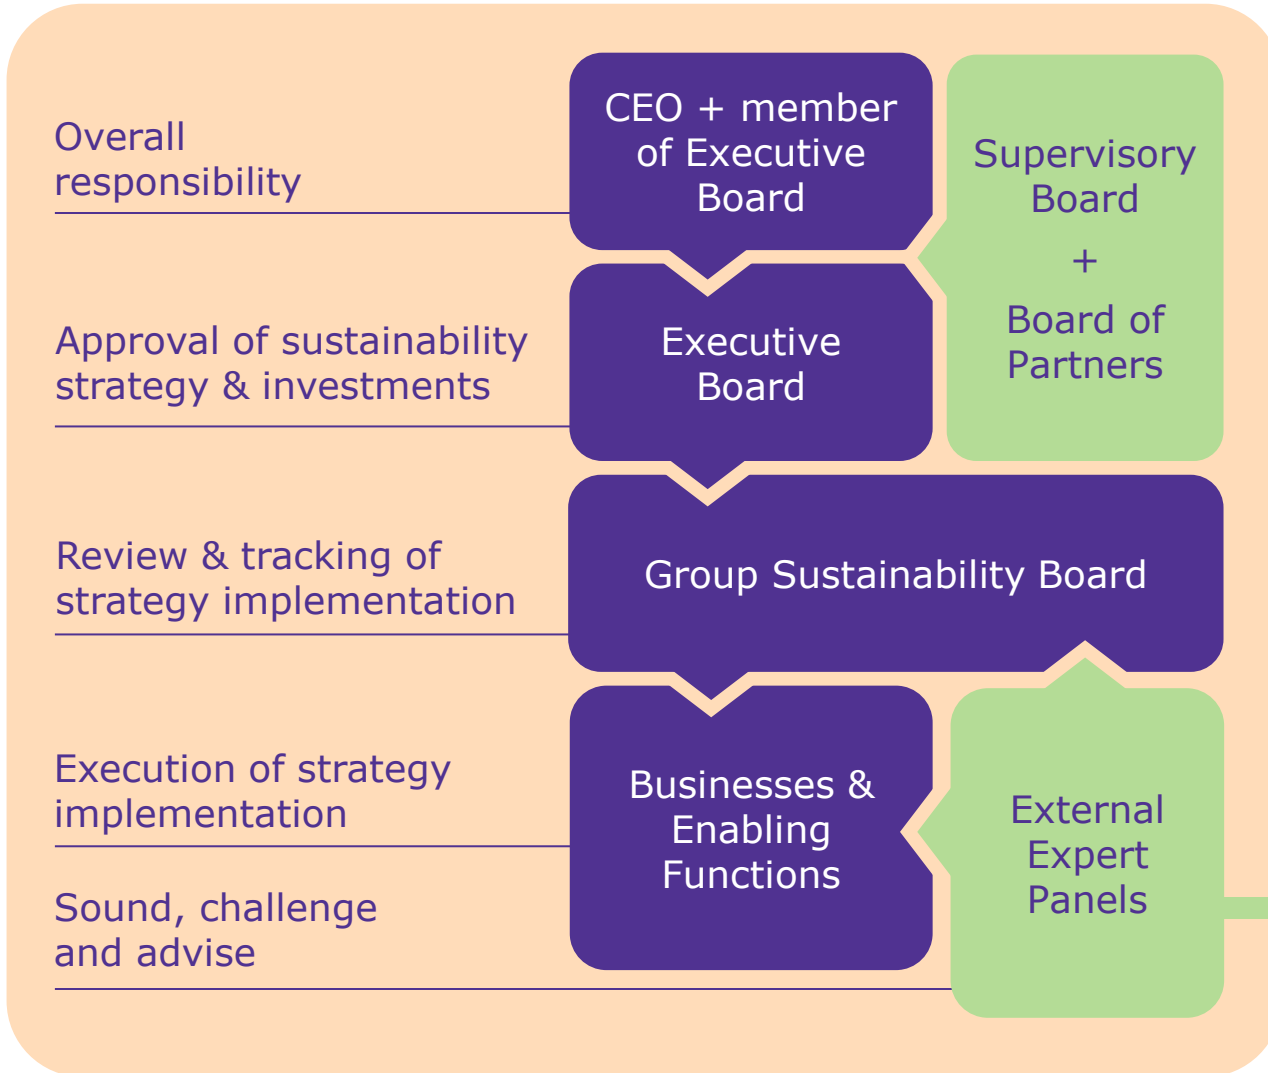 Overall
responsibility
CEO + member
of Executive
Board
Supervisory
Board
+
Board of
Partners
Approval of sustainability
strategy & investments
Executive
Board
Review & tracking of
strategy implementation
Group Sustainability Board
Execution of strategy
implementation
Businesses &
Enabling
Functions
External
Expert
Panels
Sound, challenge
and advise